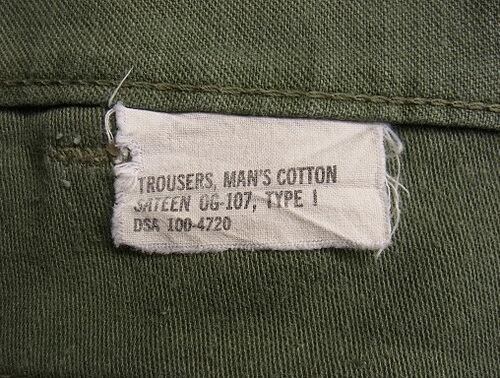 TROUSERS, MAN'S COTTON
SATEEN OG-107, TYPE I
DSA 100-4720